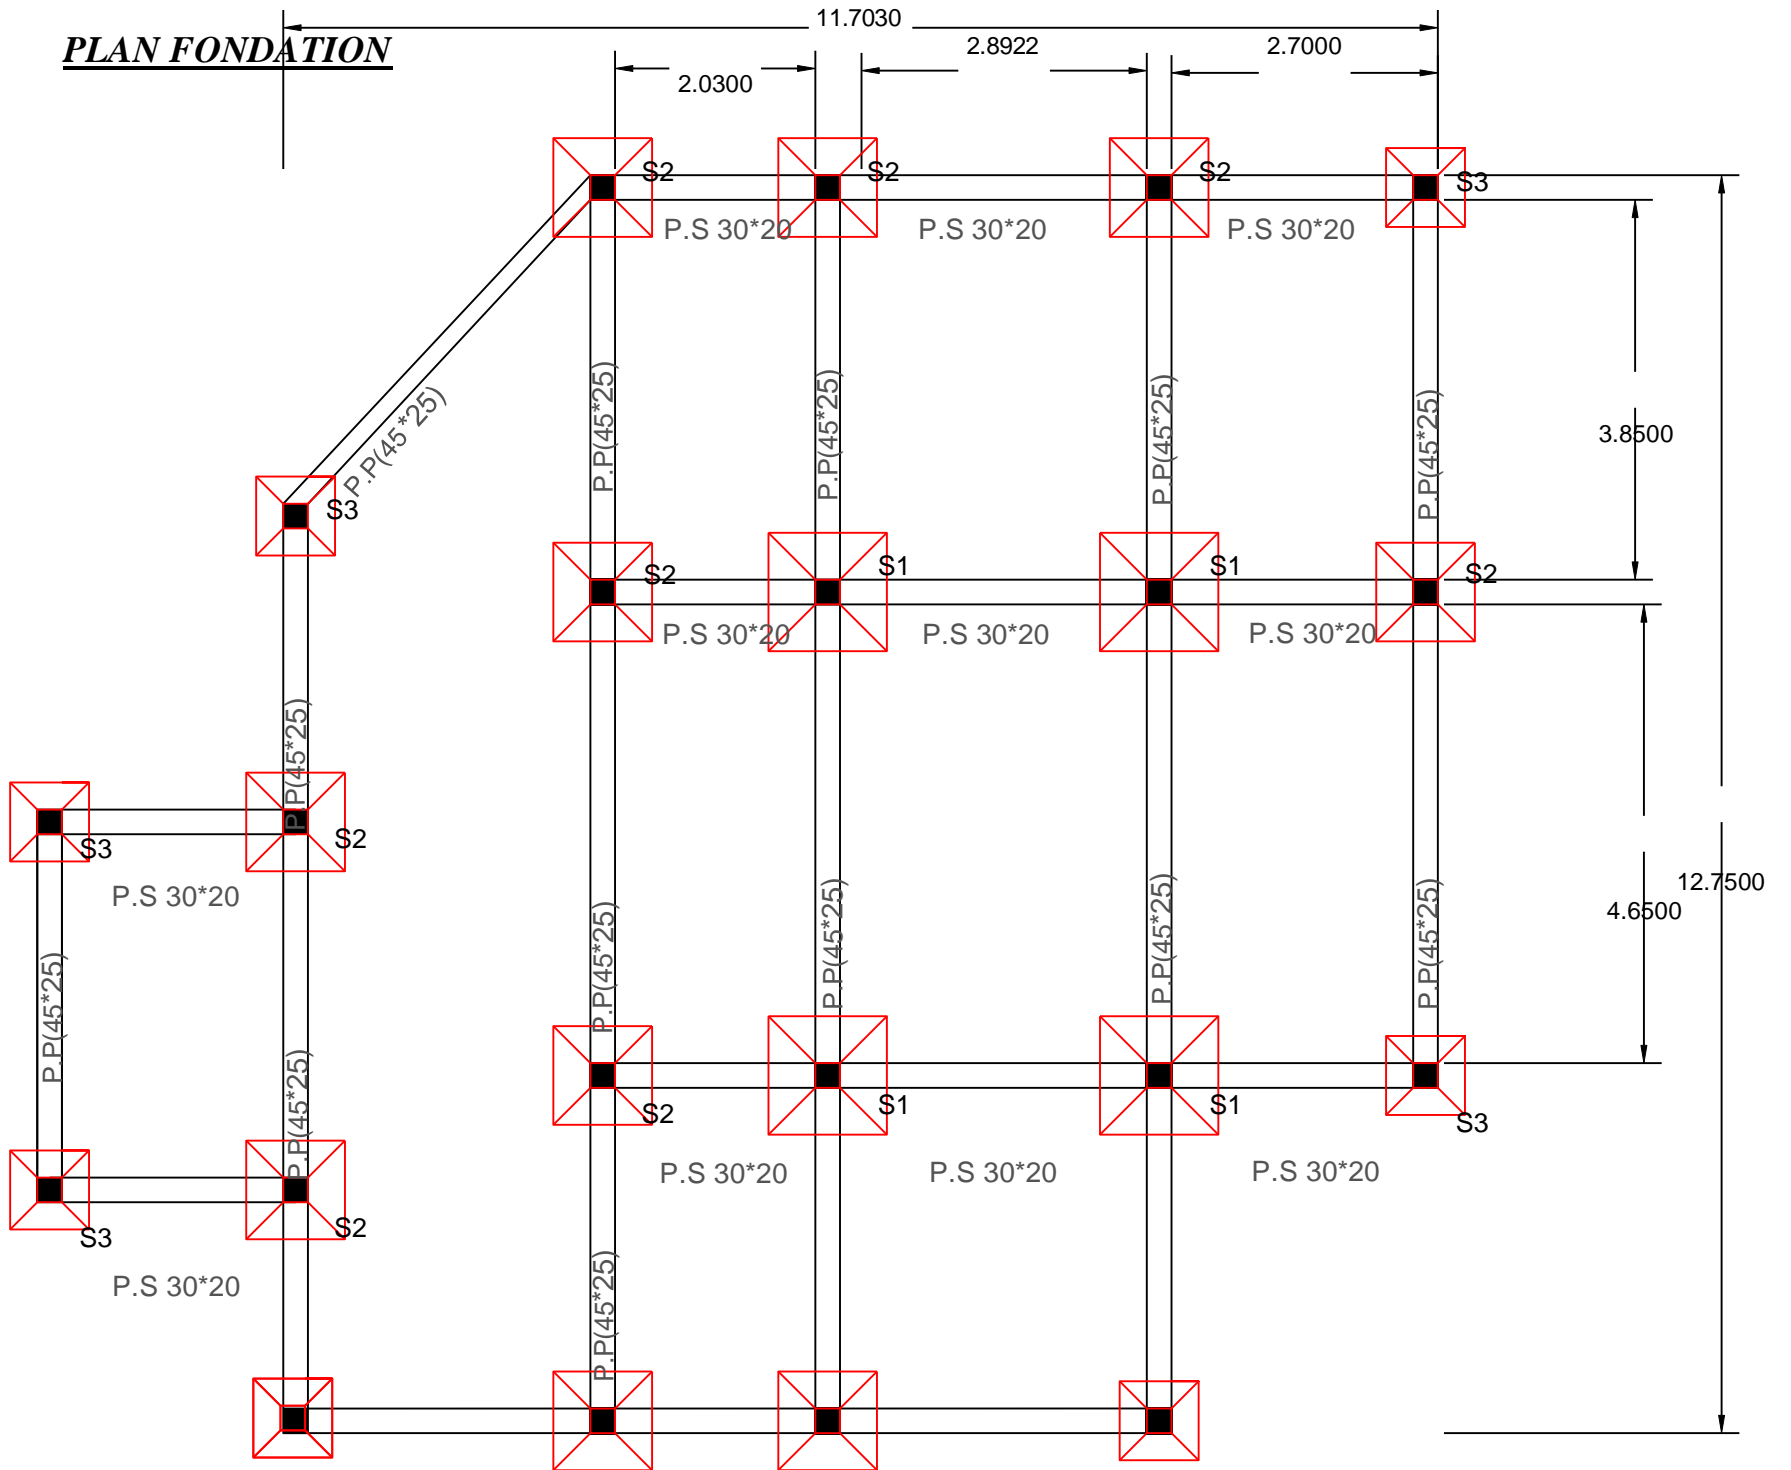 11.7030
PLAN FONDATION
2.8922
2.7000
2.0300
S2
S2
S2
S3
P.S 30*20
P.S 30*20
P.S 30*20
P.P(45*25)
P.P(45*25)
P.P(45*25)
P.P(45*25)
P.P(45*25)
3.8500
S3
S2
S1
S1
S2
P.S 30*20
P.S 30*20
P.S 30*20
P.P(45*25)
S3
S2
P.S 30*20
12.7500
4.6500
P.P(45*25)
P.P(45*25)
P.P(45*25)
P.P(45*25)
P.P(45*25)
P.P(45*25)
S2
S1
S1
S3
P.S 30*20
P.S 30*20
P.S 30*20
S3
S2
P.S 30*20
P.P(45*25)